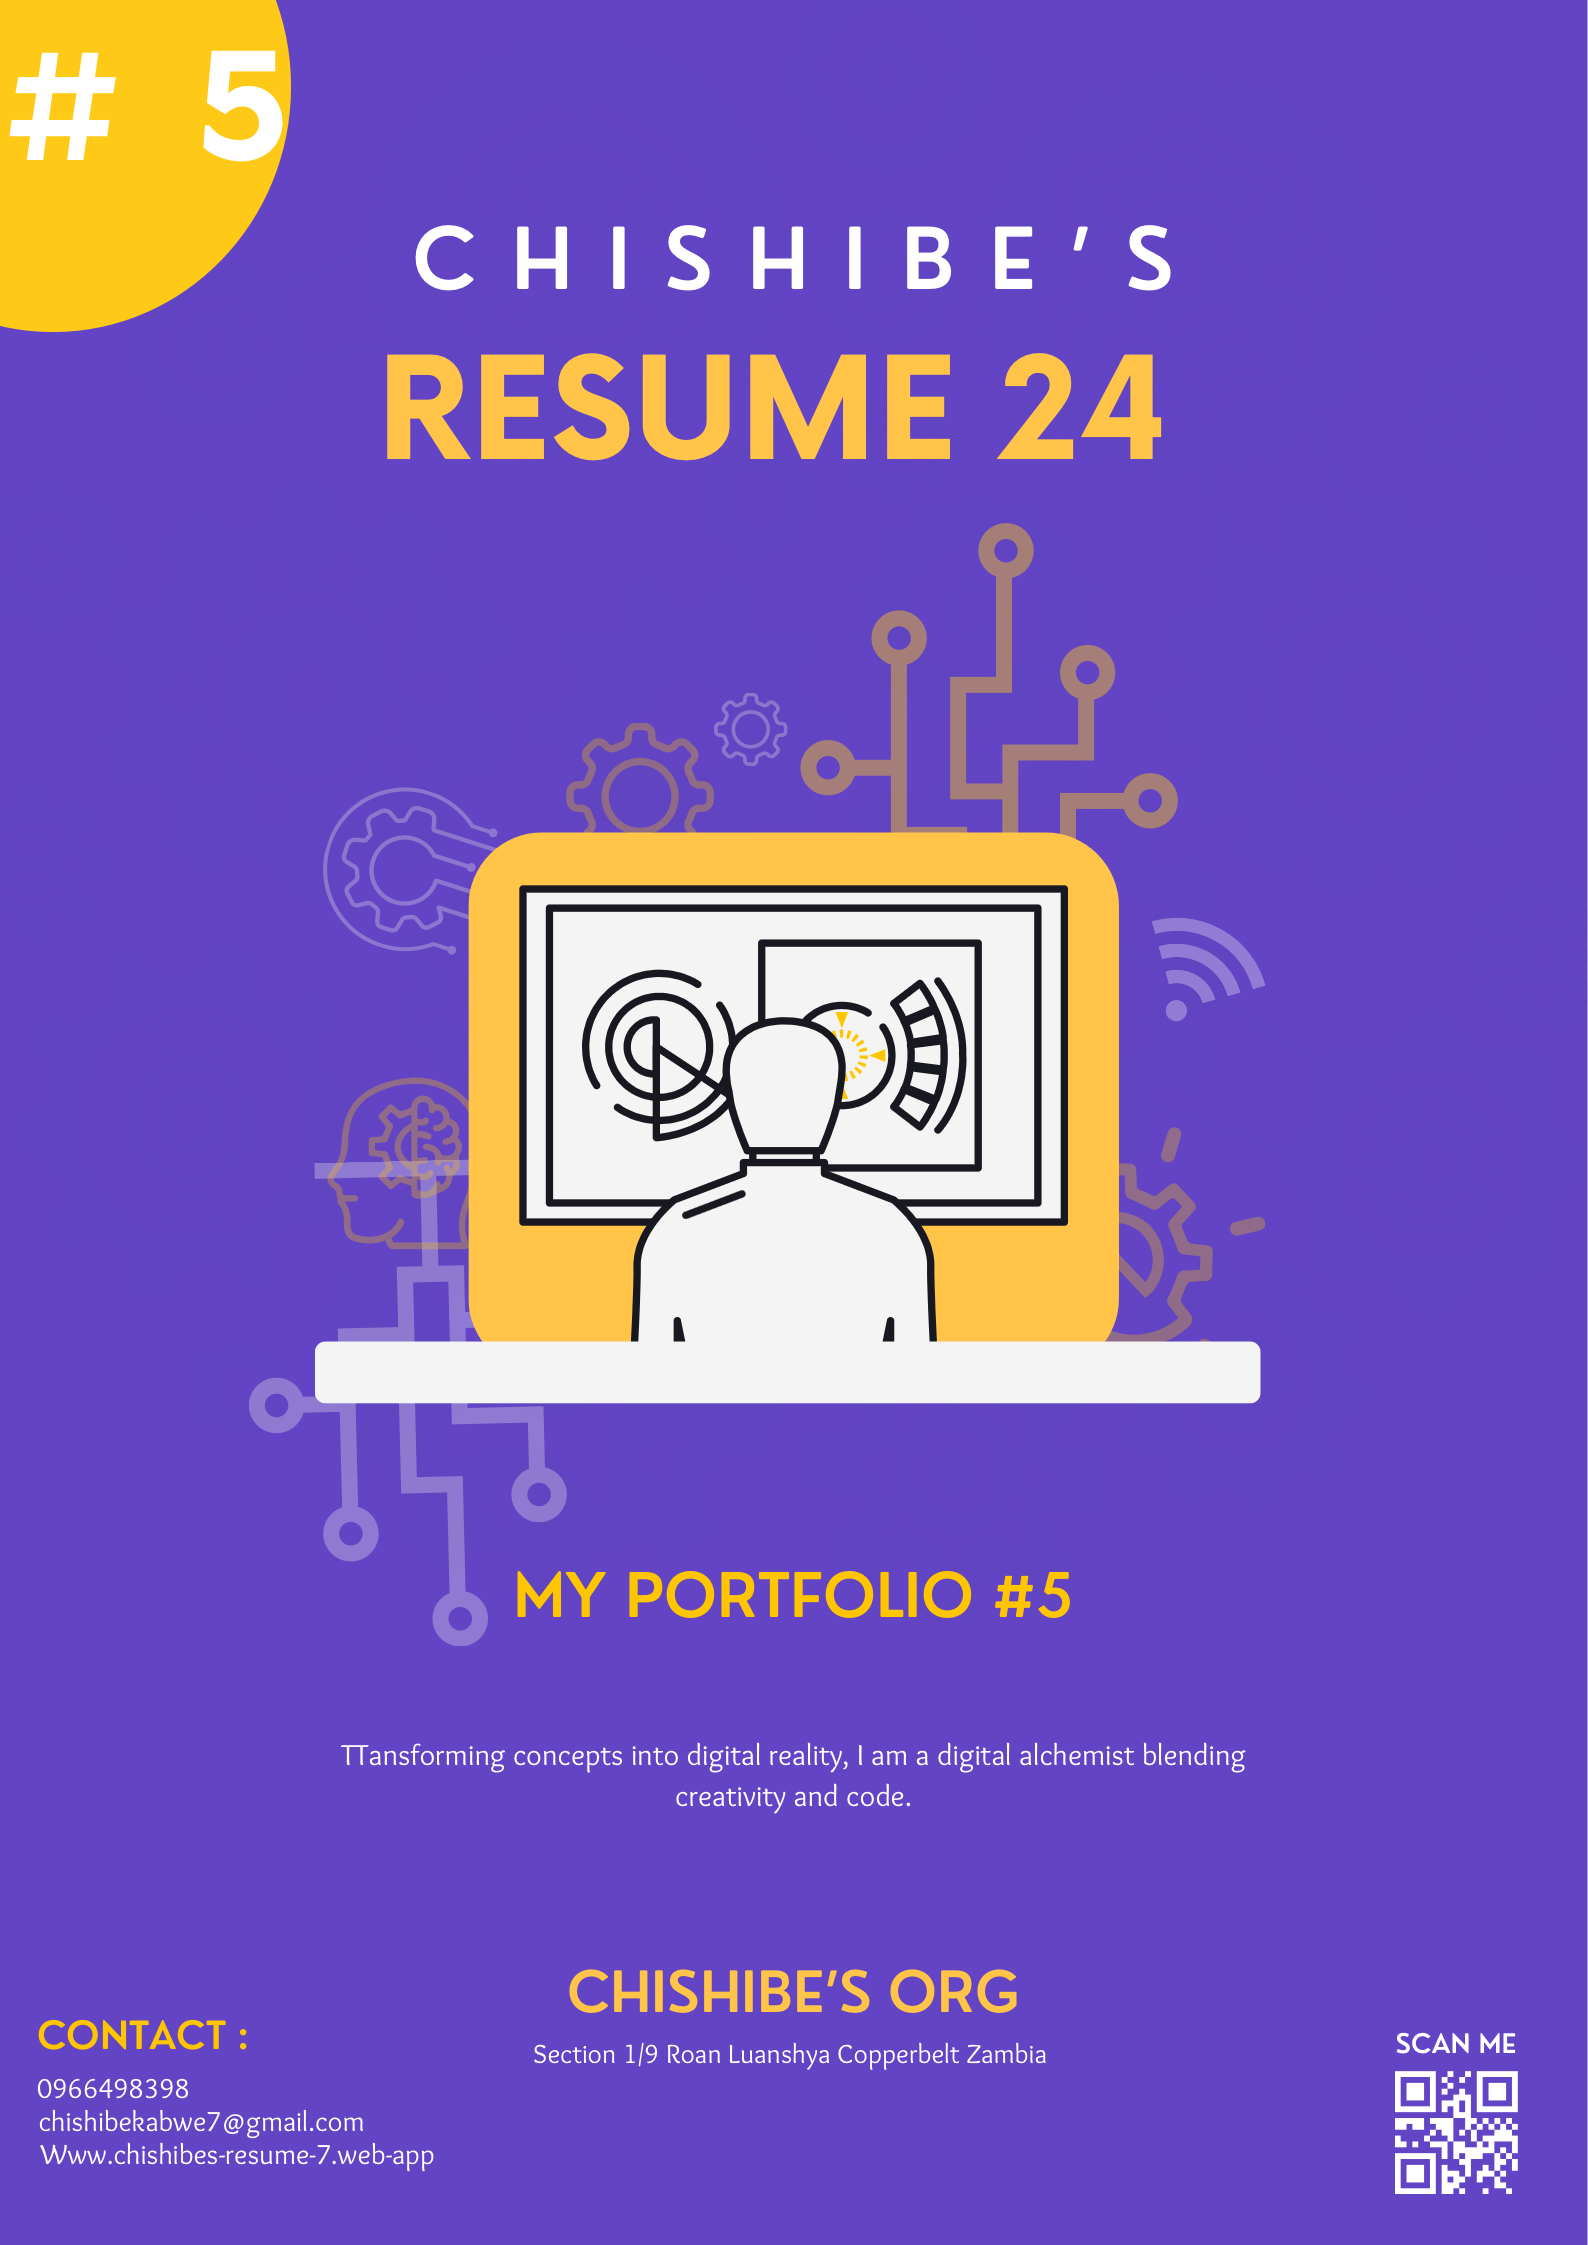 # 5
CHISHIBE'S
RESUME 24
MY PORTFOLIO #5
TTansforming concepts into digital reality, I am a digital alchemist blending
creativity and code.
CHISHIBE'S ORG
Section 1/9 Roan Luanshya Copperbelt Zambia
CONTACT :
0966498398
chishibekabwe7@gmail.com
Www.chishibes-resume-7.web-app
SCAN ME